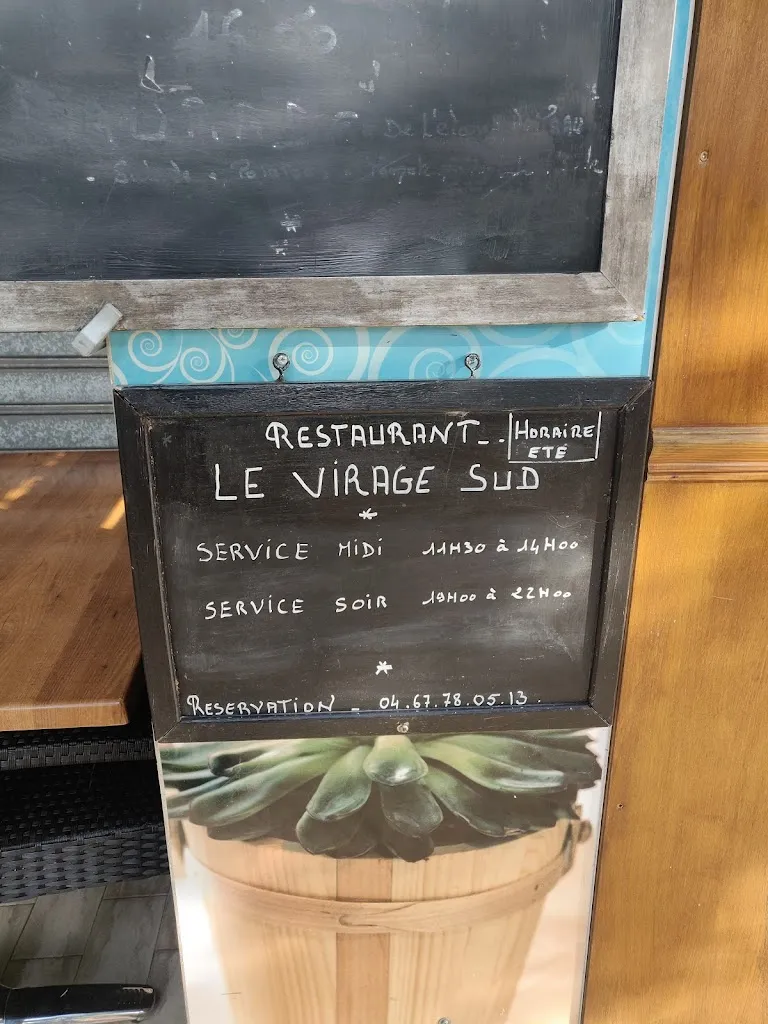 RESTAURANT -- HORAIRE ETÉ
LE VIRAGE SUD
*
SERVICE MIDI 11H30 à 14H00
SERVICE SOIR 19H00 à 22H00
*
RESERVATION - 04.67.78.05.13.